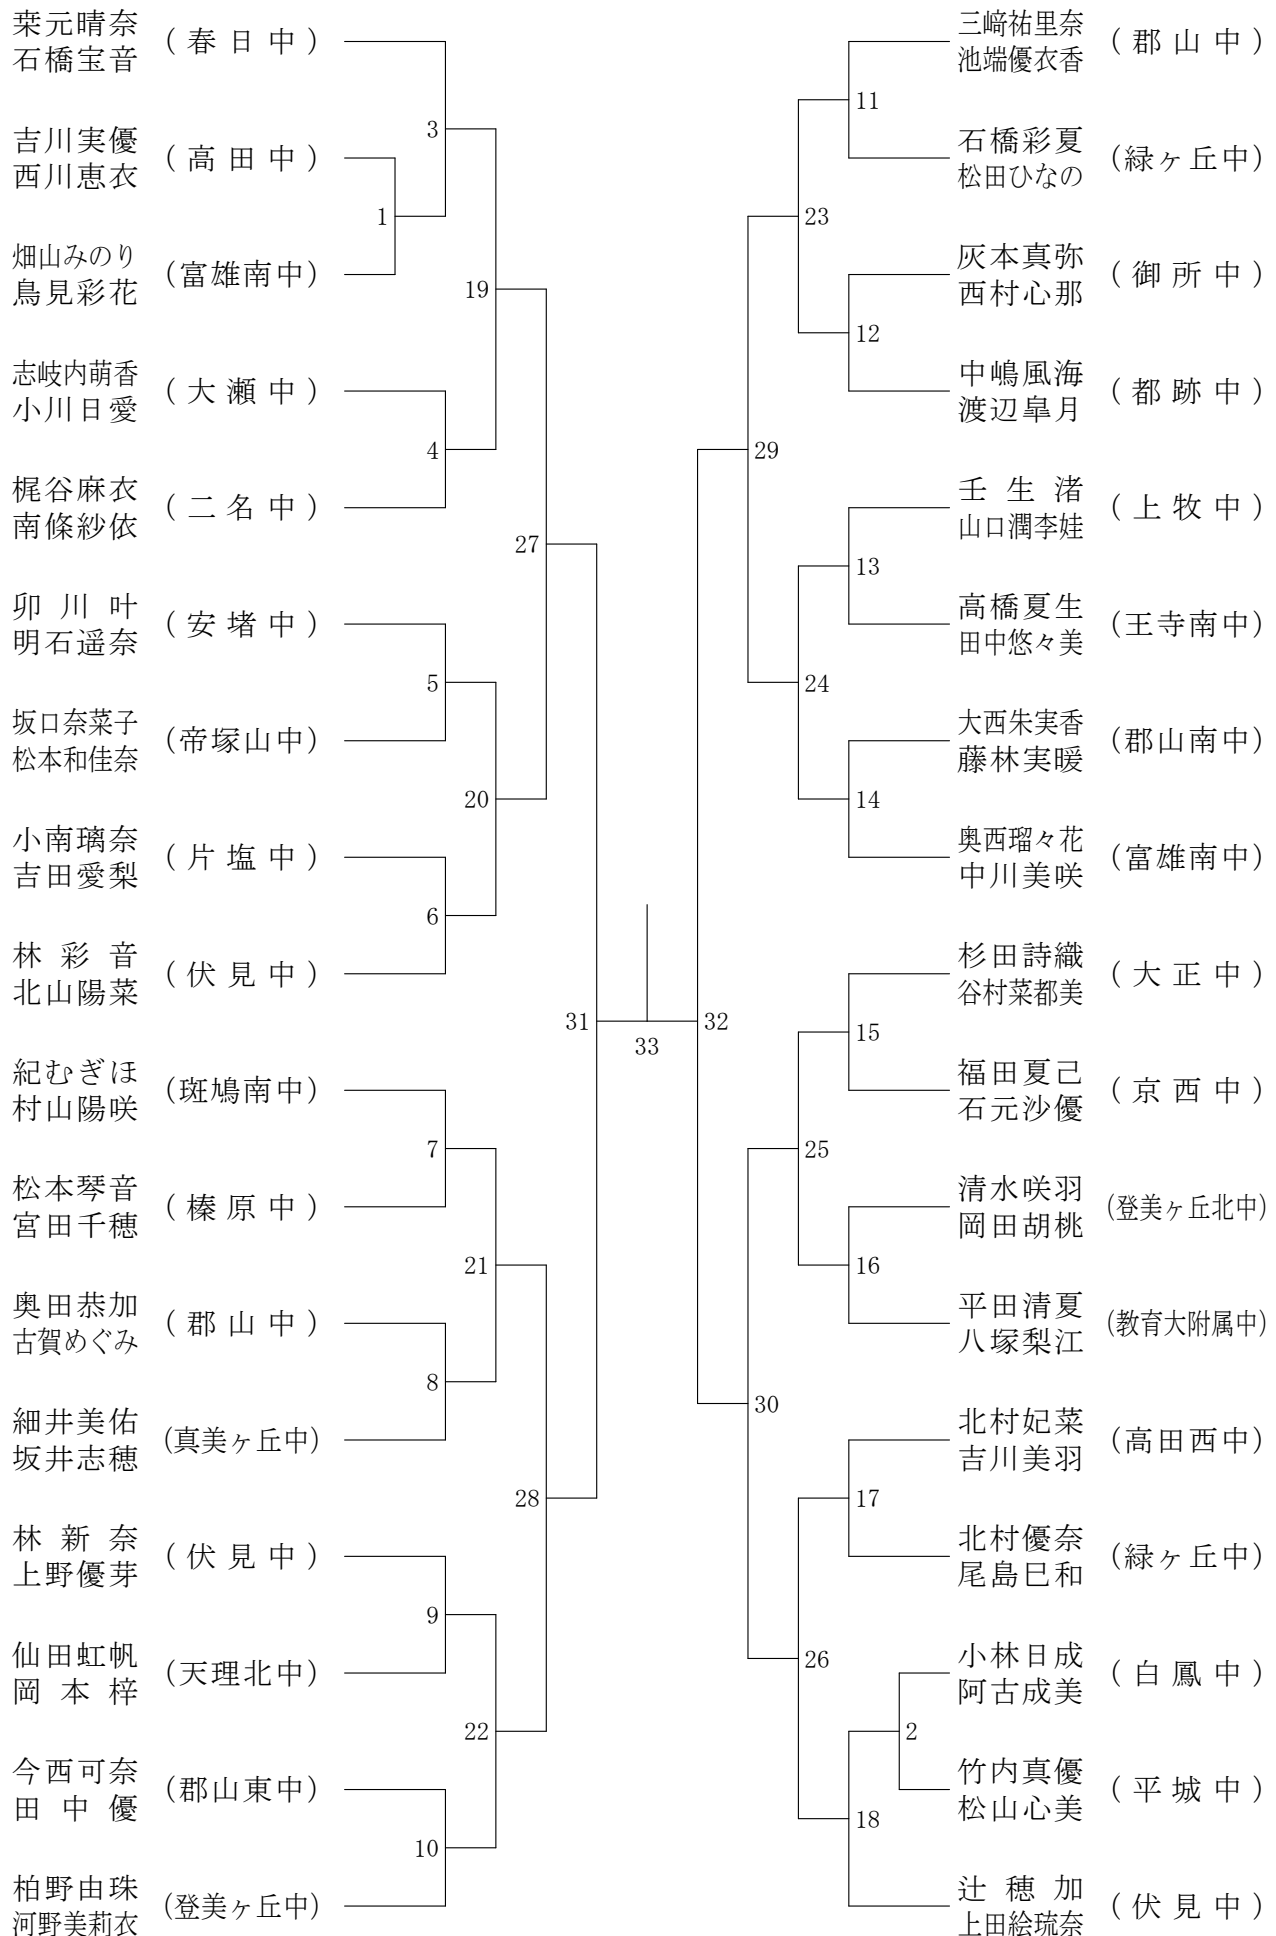 桒元晴奈
石橋宝音
(春日中)
吉川実優
西川恵衣
(高田中)
畑山みのり
鳥見彩花
(富雄南中)
志岐内萌香
小川日愛
(大瀬中)
梶谷麻衣
南條紗依
(二名中)
卯川叶
明石遥奈
(安堵中)
坂口奈菜子
松本和佳奈
(帝塚山中)
小南璃奈
吉田愛梨
(片塩中)
林彩音
北山陽菜
(伏見中)
紀むぎほ
村山陽咲
(斑鳩南中)
松本琴音
宮田千穂
(榛原中)
奥田恭加
古賀めぐみ
(郡山中)
細井美佑
坂井志穂
(真美ヶ丘中)
林新奈
上野優芽
(伏見中)
仙田虹帆
岡本梓
(天理北中)
今西可奈
田中優
(郡山東中)
柏野由珠
河野美莉衣
(登美ヶ丘中)
3
1
19
4
27
5
20
6
31
7
21
8
28
9
22
10
33
32
11
23
12
29
13
24
14
15
25
16
30
17
26
2
18
三﨑祐里奈
池端優衣香
(郡山中)
石橋彩夏
松田ひなの
(緑ヶ丘中)
灰本真弥
西村心那
(御所中)
中嶋風海
渡辺皐月
(都跡中)
壬生渚
山口潤李娃
(上牧中)
高橋夏生
田中悠々美
(王寺南中)
大西朱実香
藤林実暖
(郡山南中)
奥西瑠々花
中川美咲
(富雄南中)
杉田詩織
谷村菜都美
(大正中)
福田夏己
石元沙優
(京西中)
清水咲羽
岡田胡桃
(登美ヶ丘北中)
平田清夏
八塚梨江
(教育大附属中)
北村妃菜
吉川美羽
(高田西中)
北村優奈
尾島巳和
(緑ヶ丘中)
小林日成
阿古成美
(白鳳中)
竹内真優
松山心美
(平城中)
辻穂加
上田絵琉奈
(伏見中)